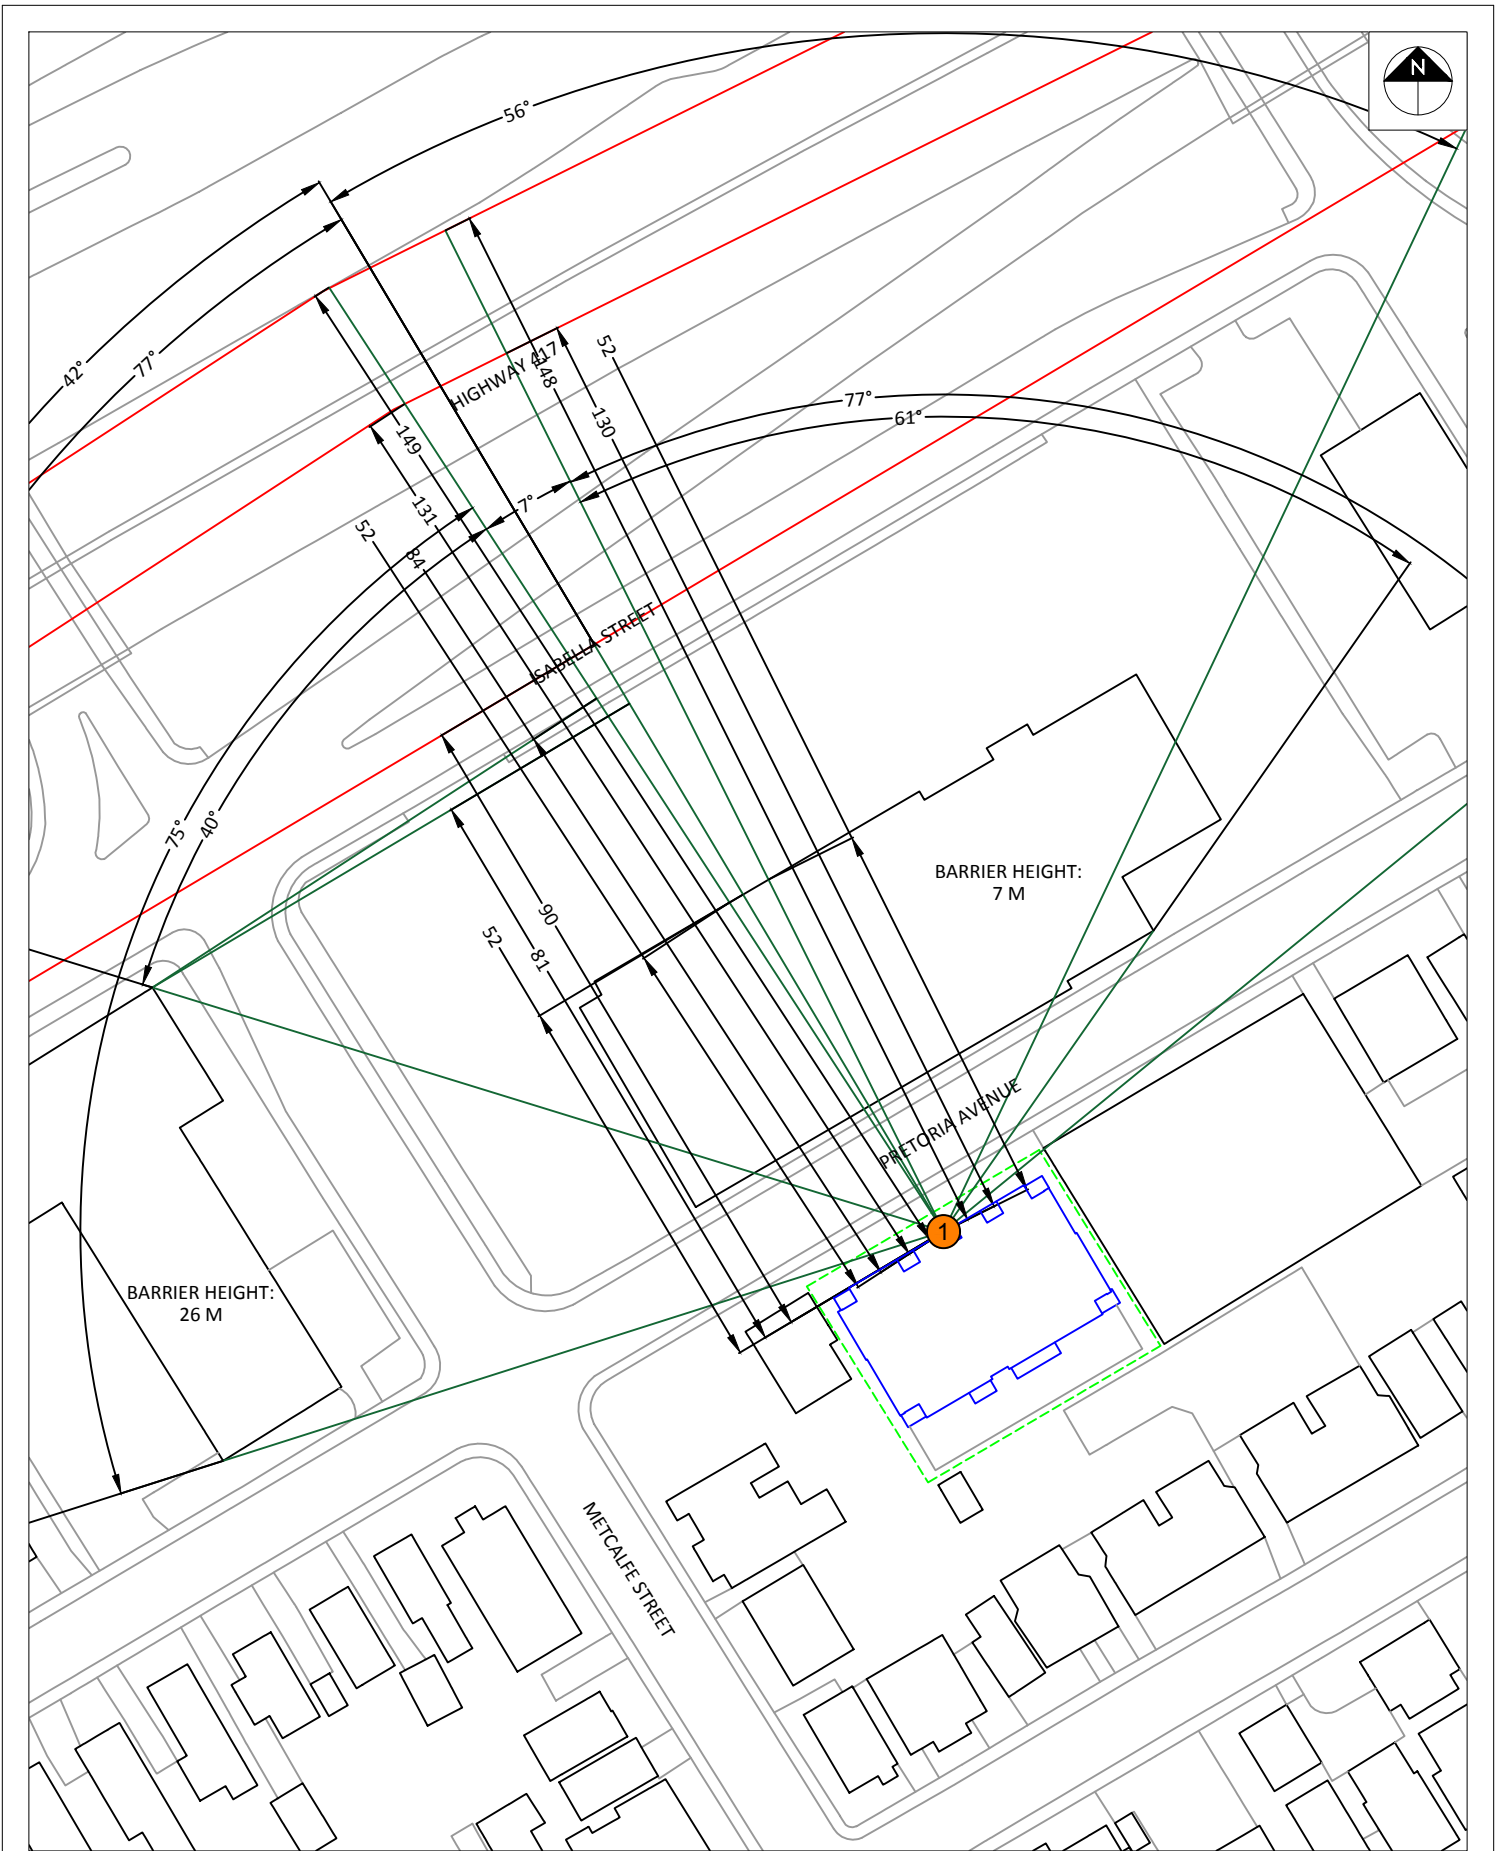 N
56°
42°
77°
HIGHWAY 417
148
52
130
77°
61°
149
7°
131
52
84
ISABELLA STREET
75°
40°
BARRIER HEIGHT:
7 M
90
52
81
PRETORIA AVENUE
1
BARRIER HEIGHT:
26 M
METCALFE STREET